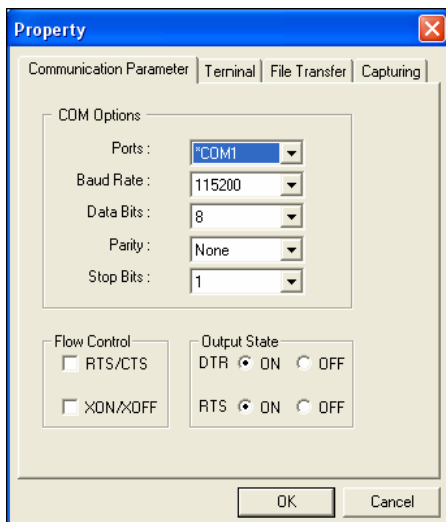 Property
Communication Parameter Terminal File Transfer Capturing
COM Options
Ports : *COM1
Baud Rate : 115200
Data Bits : 8
Parity : None
Stop Bits : 1
Flow Control Output State
RTS/CTS DTR ON OFF
XON/XOFF RTS ON OFF
OK Cancel